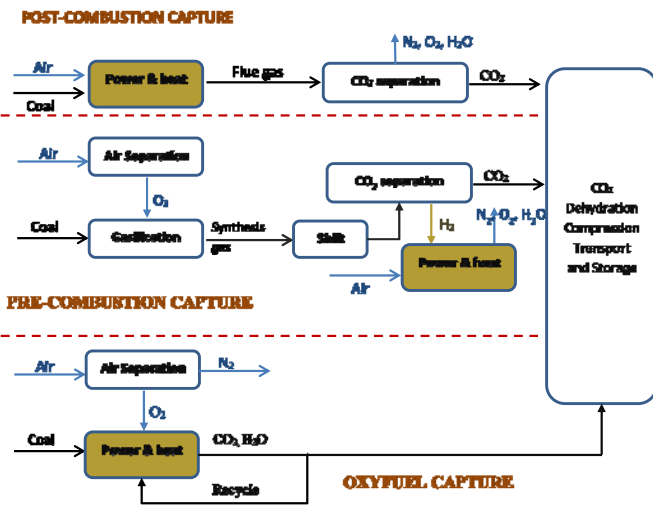 POST-COMBUSTION CAPTURE
Air
Coal
Power & heat
Flue gas
N₂, O₂, H₂O
CO₂ separation
CO₂
Air
Air Separation
O₂
Coal
Gasification
Synthesis
gas
Shift
CO₂ separation
CO₂
H₂
N₂, O₂, H₂O
Air
Power & heat
PRE-COMBUSTION CAPTURE
CO₂
Dehydration
Compression
Transport
and Storage
Air
Air Separation
N₂
O₂
Coal
Power & heat
CO₂, H₂O
Recycle
OXYFUEL CAPTURE